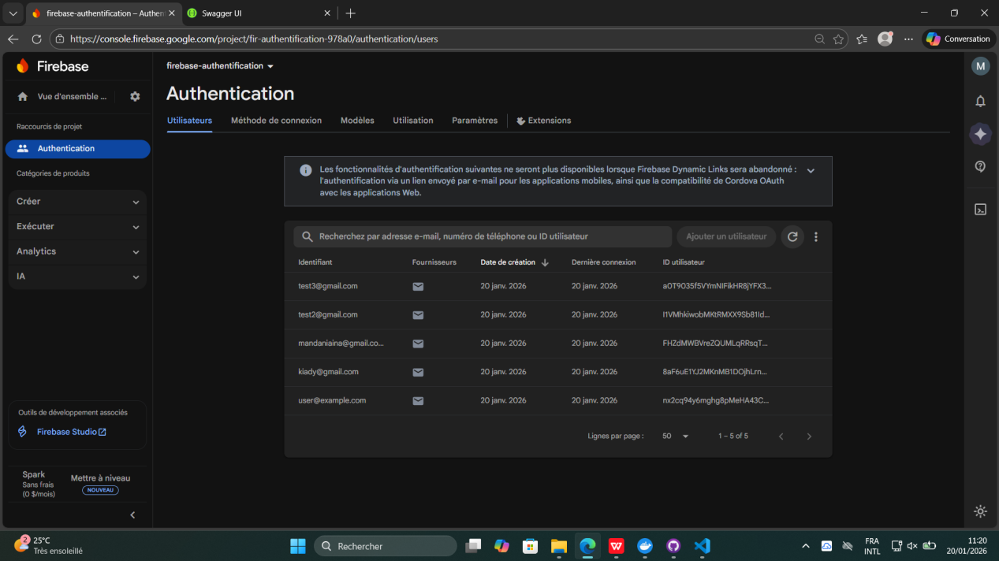 firebase-authentification – Authen
Swagger UI
https://console.firebase.google.com/project/fir-authentification-978a0/authentication/users
Conversation
Firebase
Vue d'ensemble ...
Raccourcis de projet
Authentication
Catégories de produits
Créer
Exécuter
Analytics
IA
Outils de développement associés
Firebase Studio
Spark
Sans frais
(0 $/mois)
Mettre à niveau
NOUVEAU
firebase-authentification
Authentication
Utilisateurs Méthode de connexion Modèles Utilisation Paramètres Extensions
Les fonctionnalités d'authentification suivantes ne seront plus disponibles lorsque Firebase Dynamic Links sera abandonné :
l'authentification via un lien envoyé par e-mail pour les applications mobiles, ainsi que la compatibilité de Cordova OAuth
avec les applications Web.
Recherchez par adresse e-mail, numéro de téléphone ou ID utilisateur
Ajouter un utilisateur
Identifiant Fournisseurs Date de création Dernière connexion ID utilisateur
test3@gmail.com 20 janv. 2026 20 janv. 2026 a0T9035f5VYmNIFikHR8jYFX3...
test2@gmail.com 20 janv. 2026 20 janv. 2026 I1VMhkiwobMKtRMXX9Sb81Id...
mandaniaina@gmail.co... 20 janv. 2026 20 janv. 2026 FHZdMWBVreZQUMLqRRsqT...
kiady@gmail.com 20 janv. 2026 20 janv. 2026 8aF6uE1YJ2MKnMB1DOjhLrn...
user@example.com 20 janv. 2026 20 janv. 2026 nx2cq94y6mghg8pMeHA43C...
Lignes par page : 50 1 – 5 of 5
M
2
25°C
Très ensoleillé
Rechercher
FRA
INTL
11:20
20/01/2026